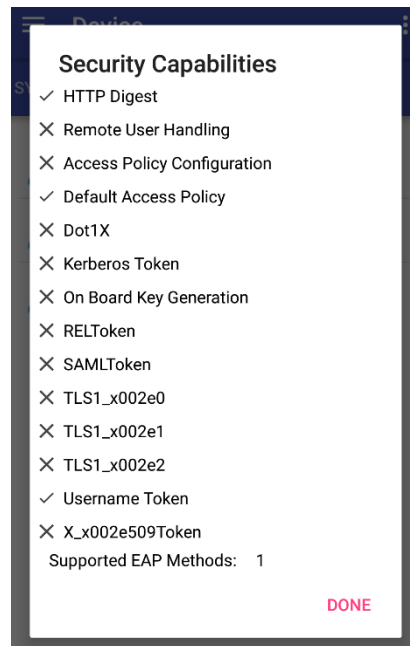 Device
SY
Security Capabilities
HTTP Digest
Remote User Handling
Access Policy Configuration
Default Access Policy
Dot1X
Kerberos Token
On Board Key Generation
RELToken
SAMLToken
TLS1_x002e0
TLS1_x002e1
TLS1_x002e2
Username Token
X_x002e509Token
Supported EAP Methods: 1
DONE